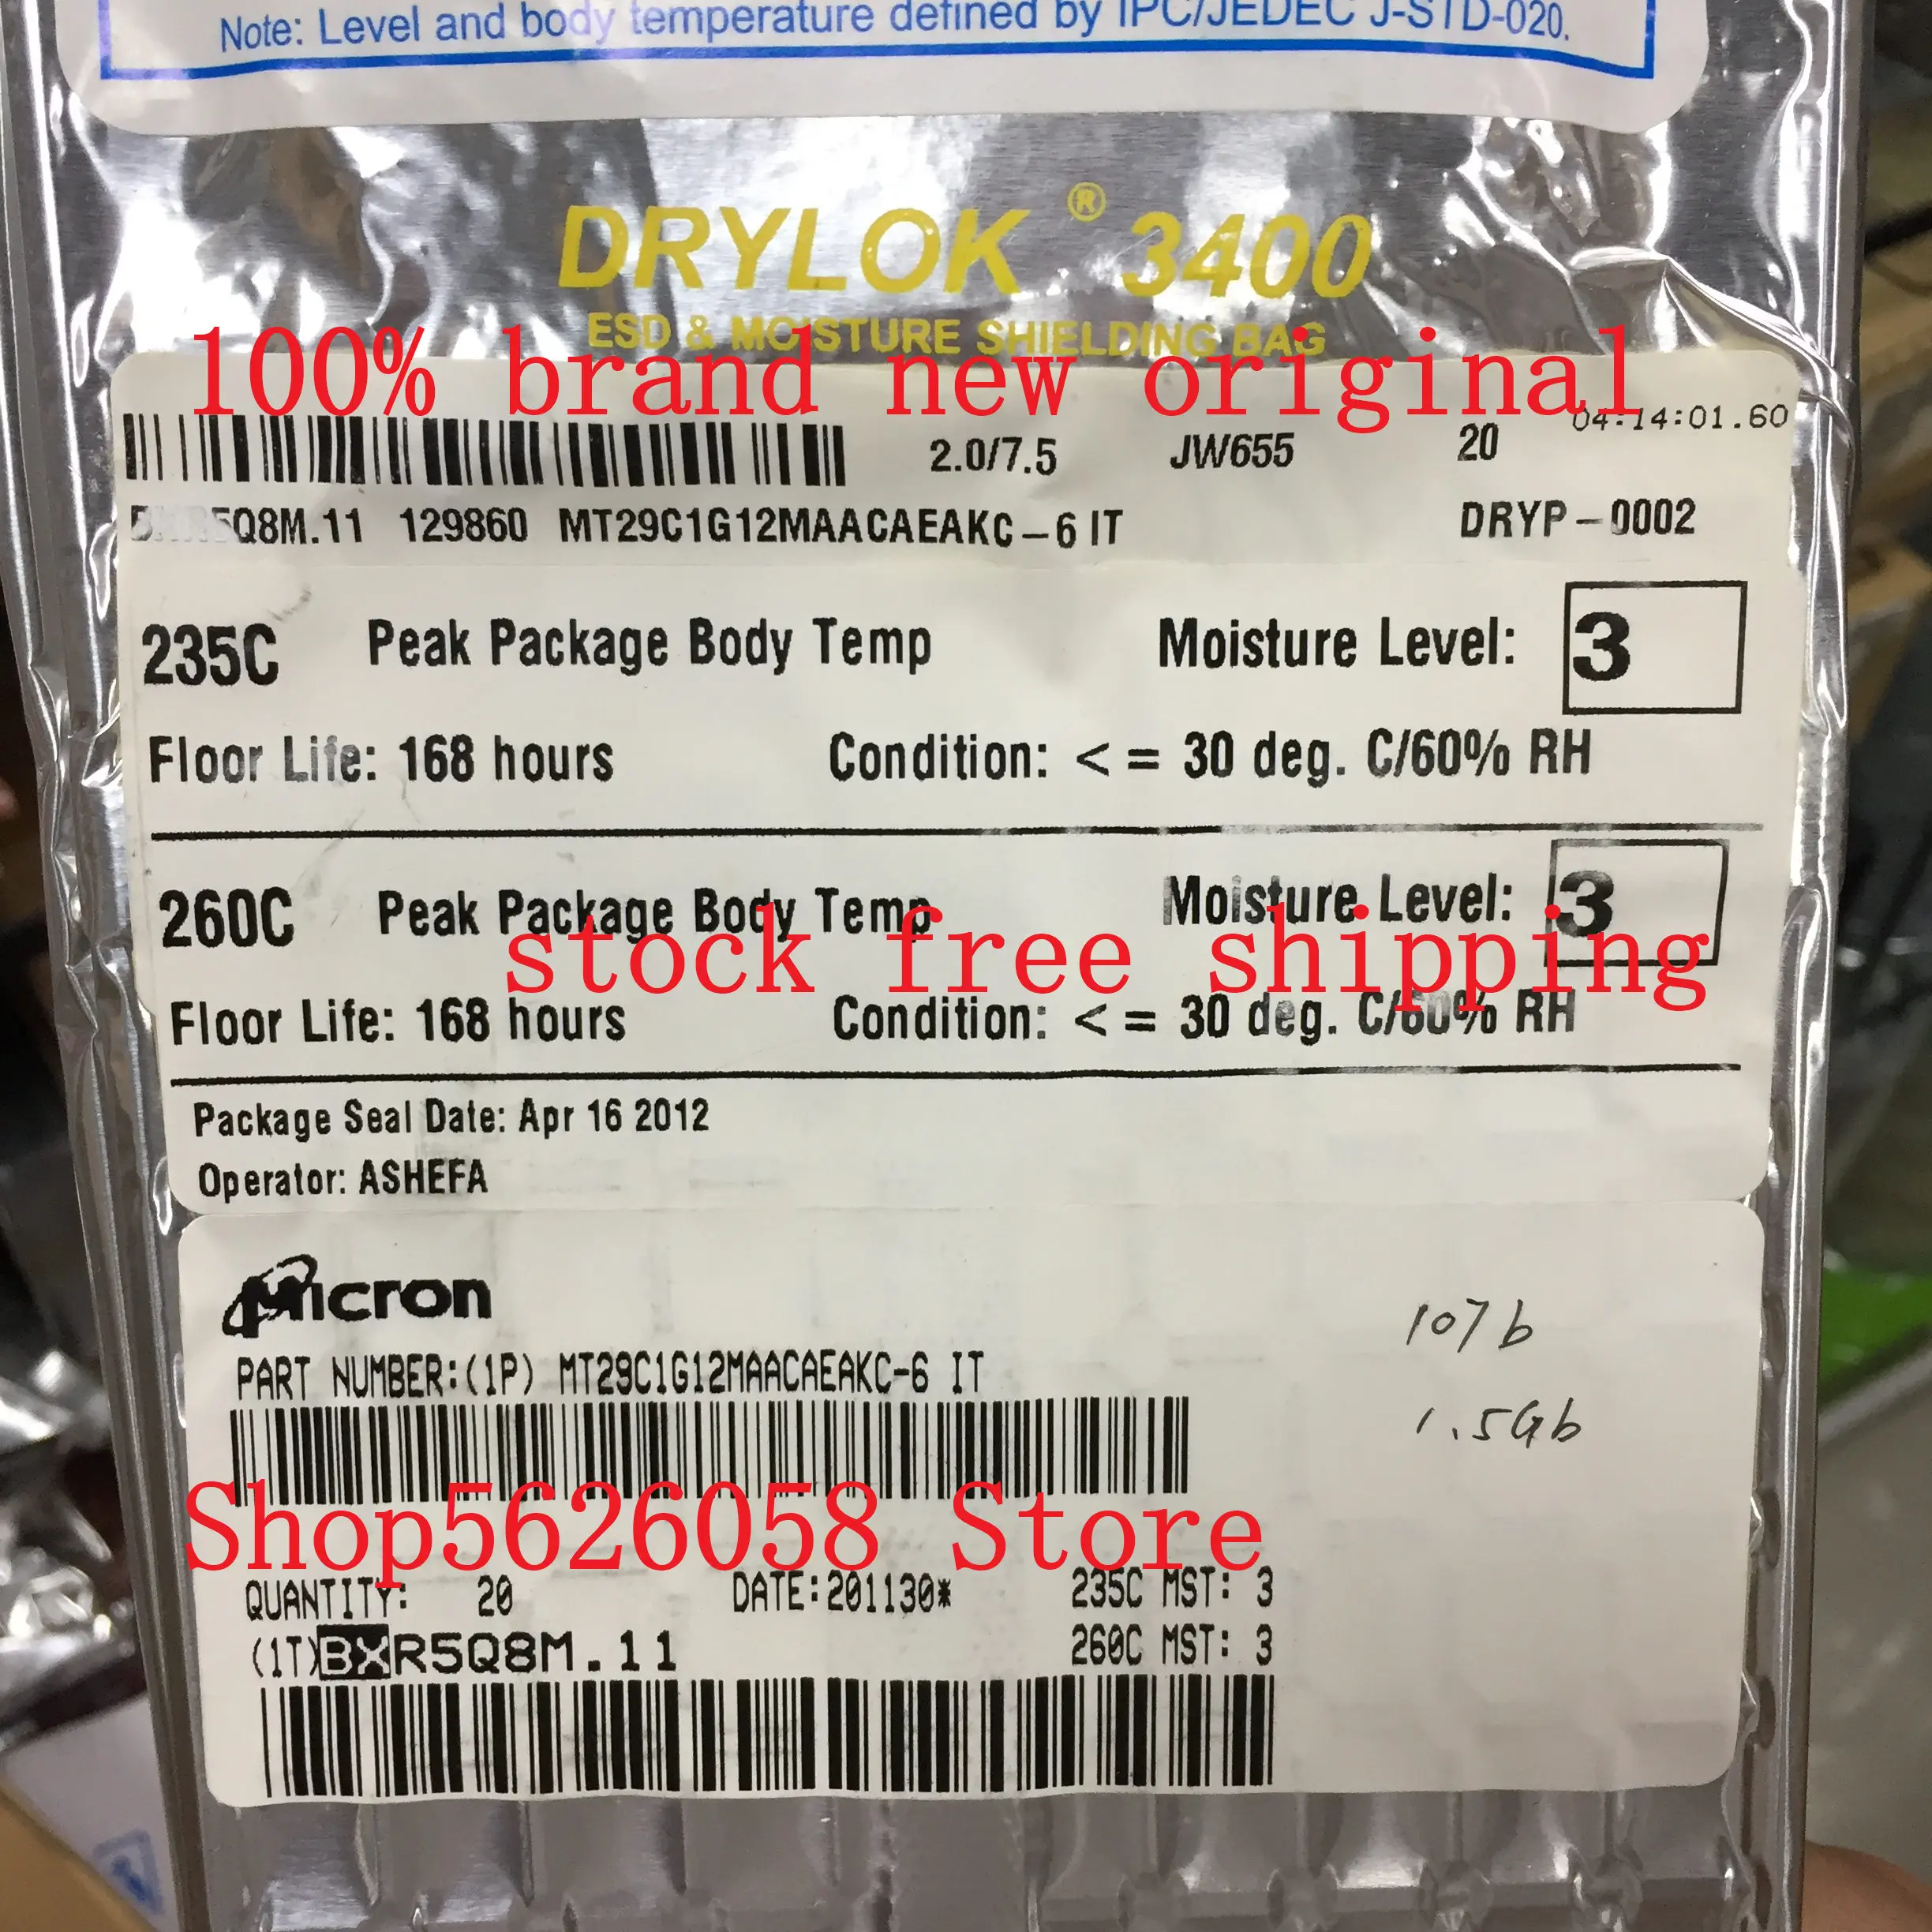 Note: Level and body temperature defined by IPC/JEDEC J-STD-020.
DRYLOK ® 3400
ESD & MOISTURE SHIELDING BAG
100% brand new original
04:14:01.60
2.0/7.5 JW655 20
5Q8M.11 129860 MT29C1G12MAACAEAKC-6 IT DRYP-0002
235C Peak Package Body Temp Moisture Level: 3
Floor Life: 168 hours Condition: <= 30 deg. C/60% RH
260C Peak Package Body Temp Moisture Level: 3
stock free shipping
Floor Life: 168 hours Condition: <= 30 deg. C/60% RH
Package Seal Date: Apr 16 2012
Operator: ASHEFA
Micron
107b
PART NUMBER:(1P) MT29C1G12MAACAEAKC-6 IT
1.5Gb
Shop5626058 Store
QUANTITY: 20 DATE:201130* 235C MST: 3
(1T)BXR5Q8M.11 260C MST: 3